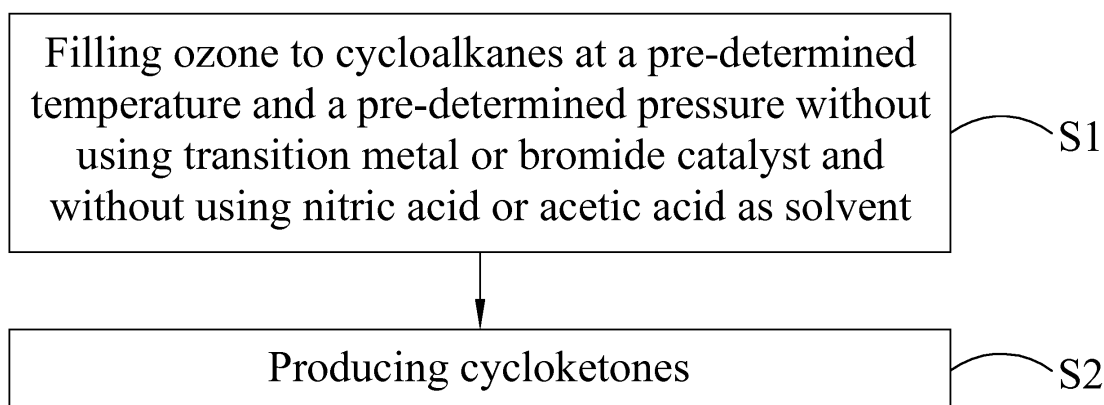 Filling ozone to cycloalkanes at a pre-determined
temperature and a pre-determined pressure without
using transition metal or bromide catalyst and
without using nitric acid or acetic acid as solvent
S1
Producing cycloketones
S2